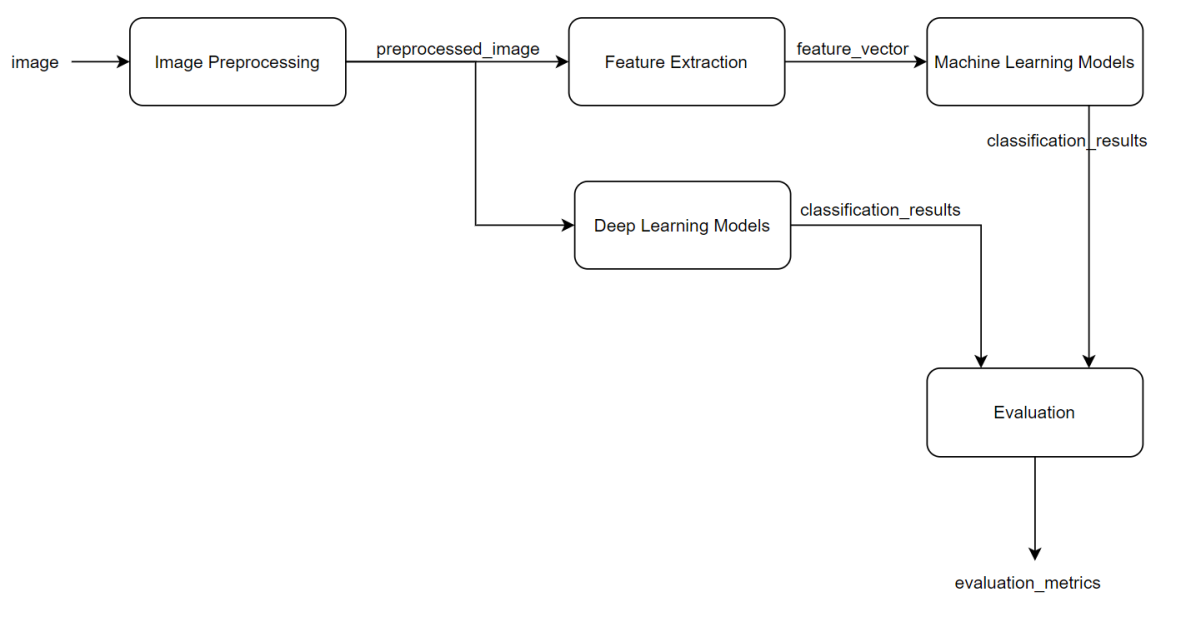 image
Image Preprocessing
preprocessed_image
Feature Extraction
feature_vector
Machine Learning Models
classification_results
Deep Learning Models
classification_results
Evaluation
evaluation_metrics